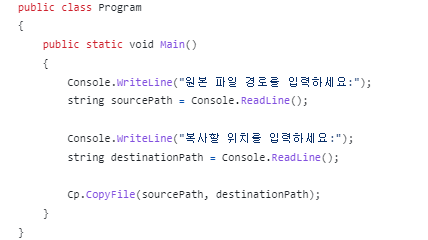 public class Program
{
    public static void Main()
    {
        Console.WriteLine("원본 파일 경로를 입력하세요:");
        string sourcePath = Console.ReadLine();

        Console.WriteLine("복사할 위치를 입력하세요:");
        string destinationPath = Console.ReadLine();

        Cp.CopyFile(sourcePath, destinationPath);
    }
}